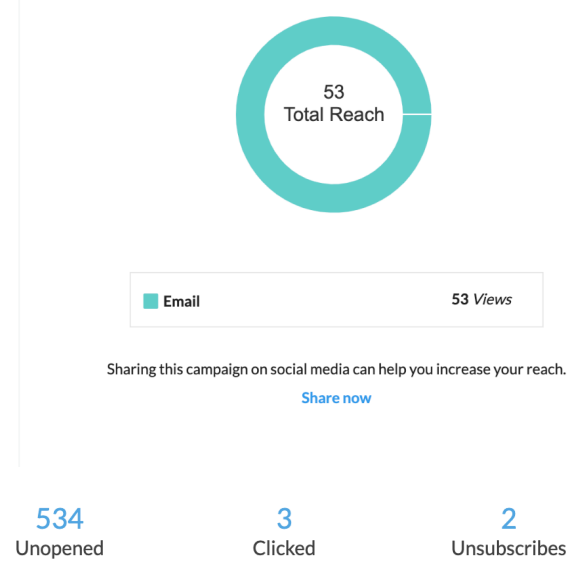 53
Total Reach
Email 53 Views
Sharing this campaign on social media can help you increase your reach.
Share now
534 3 2
Unopened Clicked Unsubscribes